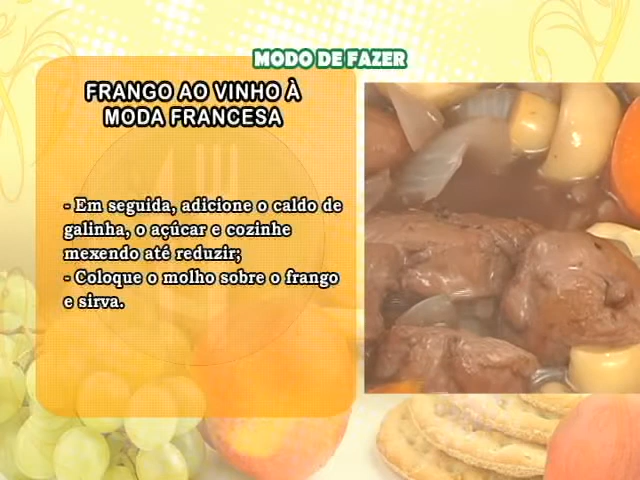 MODO DE FAZER
FRANGO AO VINHO À
MODA FRANCESA
- Em seguida, adicione o caldo de
galinha, o açúcar e cozinhe
mexendo até reduzir;
- Coloque o molho sobre o frango
e sirva.